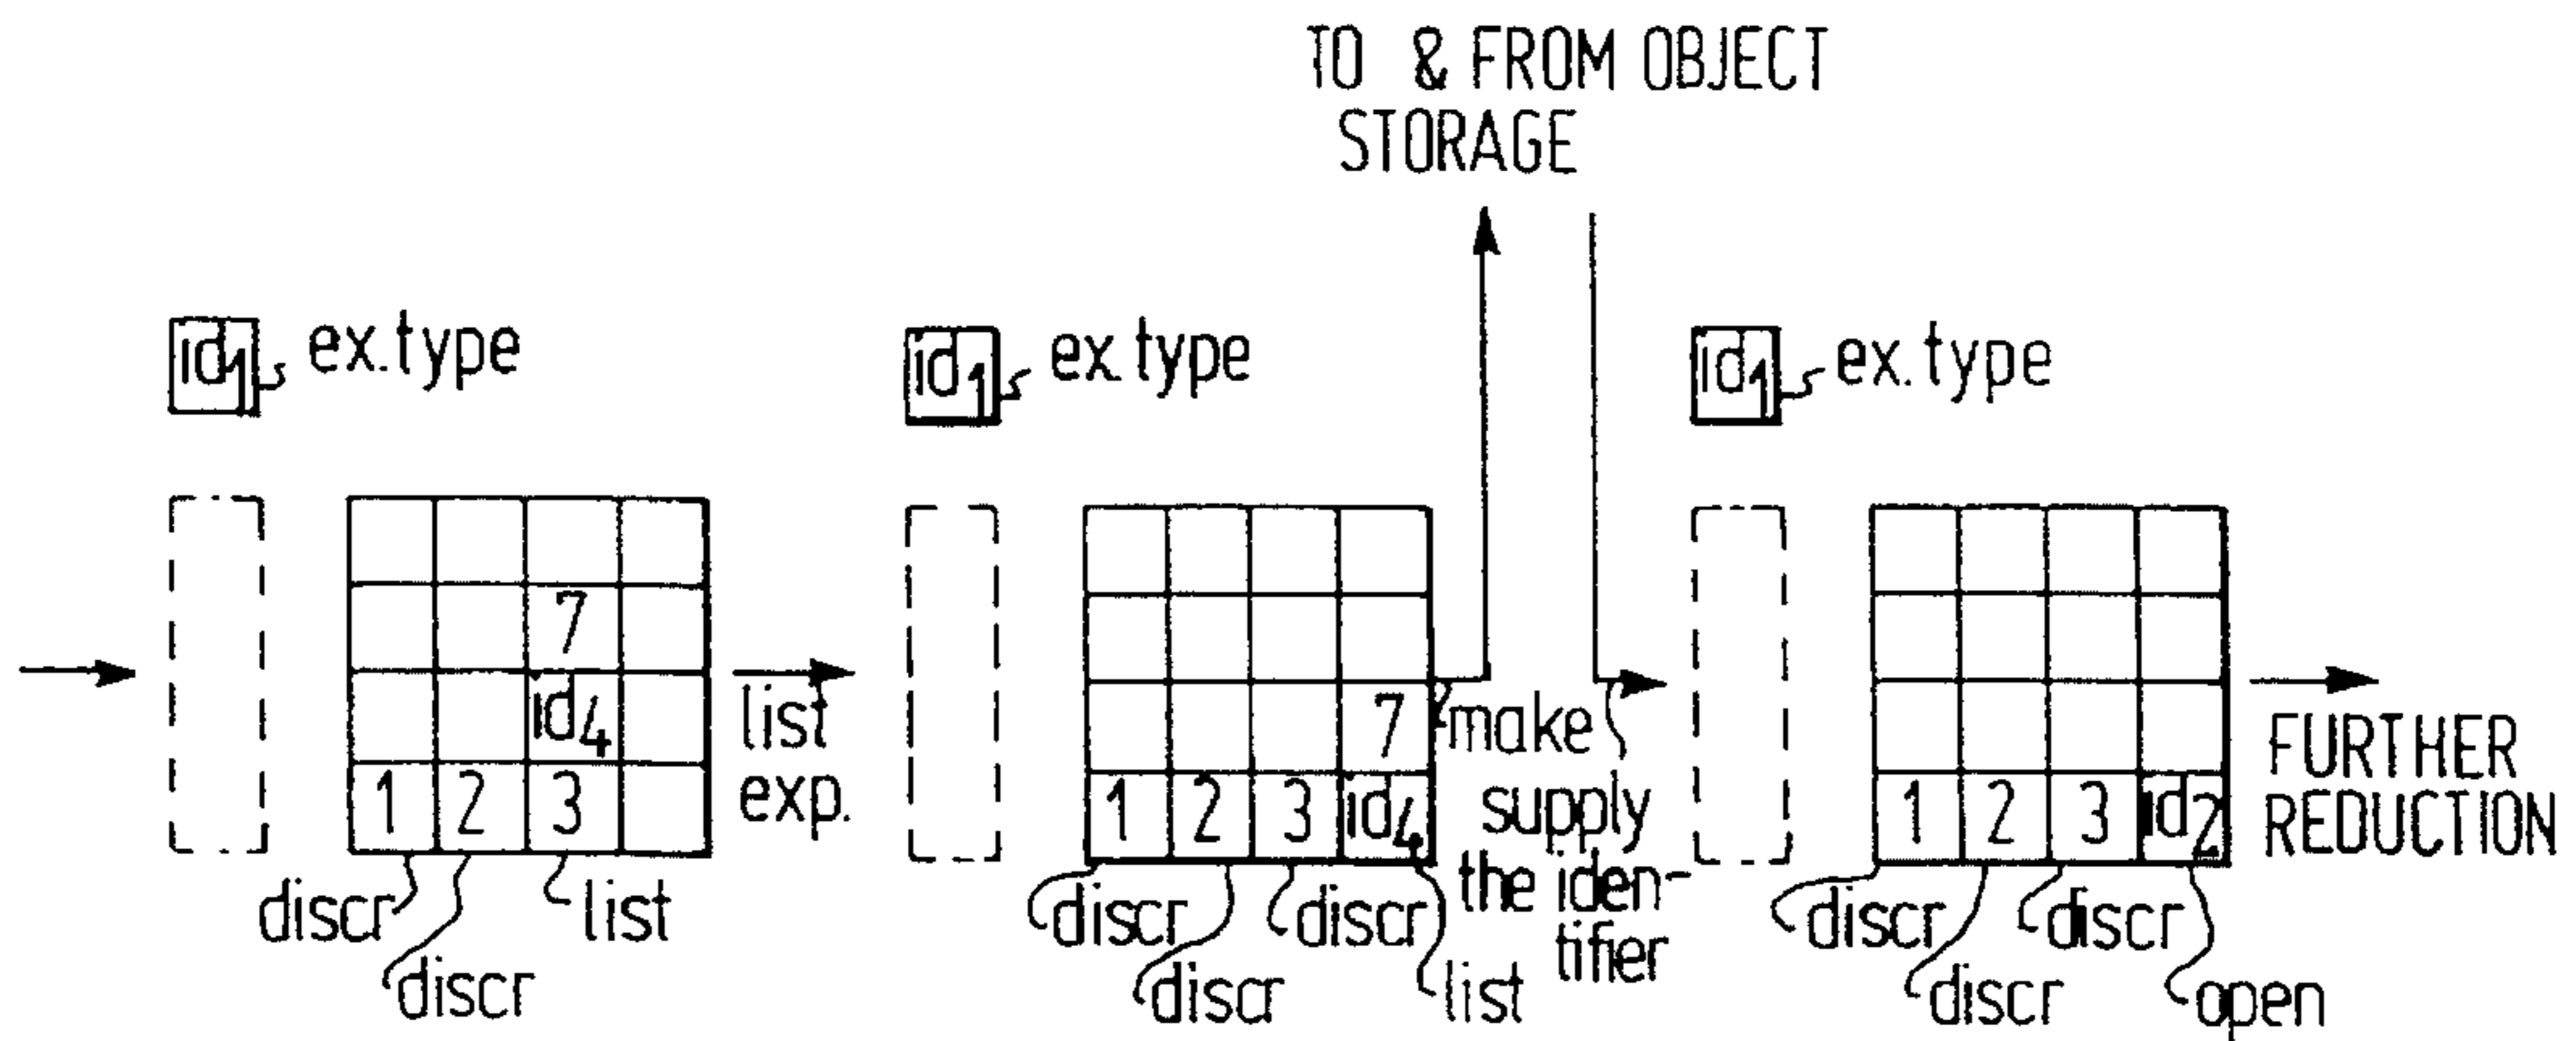 TO & FROM OBJECT
STORAGE
id1 ex.type
id1 ex.type
id1 ex.type
7
id4
1 2 3
list
exp.
discr
discr
list
7
1 2 3 id4
make
supply
the iden-
tifier
discr
discr
discr
list
1 2 3 id2
discr
discr
discr
open
FURTHER
REDUCTION